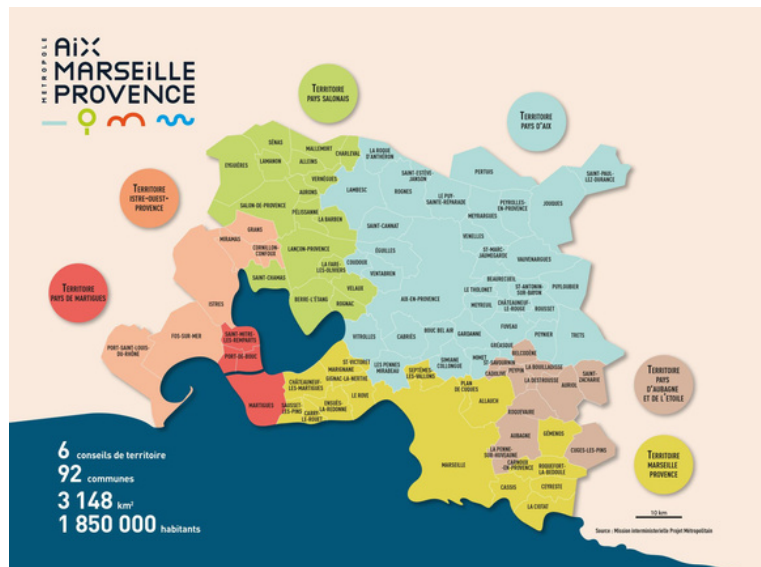 MÉTROPOLE
AIX
MARSEILLE
PROVENCE
TERRITOIRE
PAYS SALONAIS
TERRITOIRE
PAYS D'AIX
TERRITOIRE
ISTRE-OUEST-
PROVENCE
TERRITOIRE
PAYS DE MARTIGUES
TERRITOIRE
PAYS
D'AUBAGNE
ET DE L'ETOILE
TERRITOIRE
MARSEILLE
PROVENCE
SÉNAS
MALLEMORT
CHARLEVAL
EYGUIÈRES
LAMANON
ALLEINS
VERNÈGUES
AURONS
SALON-DE-PROVENCE
PÉLISSANNE
LA BARBEN
LANÇON-PROVENCE
LA FARE-
LES-OLIVIERS
SAINT-CHAMAS
BERRE-L'ÉTANG
VELAUX
ROGNAC
LA ROQUE
D'ANTHÉRON
SAINT-ESTÈVE-
JANSON
PERTUIS
SAINT-PAUL-
LEZ-DURANCE
LAMBESC
ROGNES
LE PUY-
SAINTE-RÉPARADE
PEYROLLES-
EN-PROVENCE
JOUQUES
MEYRARGUES
SAINT-CANNAT
VENELLES
ÉGUILLES
ST-MARC-
JAUMEGARDE
VAUVENARGUES
COUDOUX
VENTABREN
BEAURECUEIL
LE THOLONET
ST-ANTONIN-
SUR-BAYON
PUYLOUBIER
AIX-EN-PROVENCE
MEYREUIL
CHÂTEAUNEUF-
LE-ROUGE
ROUSSET
VITROLLES
CABRIÈS
BOUC BEL AIR
GARDANNE
FUVEAU
PEYNIER
TRETS
GRÉASQUE
LES PENNES
MIRABEAU
SIMIANE
COLLONGUE
MIMET
GRANS
MIRAMAS
CORNILLON-
CONFOUX
ISTRES
FOS-SUR-MER
PORT-SAINT-LOUIS-
DU-RHÔNE
SAINT-MITRE-
LES-REMPARTS
PORT-DE-BOUC
MARTIGUES
ST-VICTORET
MARIGNANE
CHÂTEAUNEUF-
LES-MARTIGUES
GIGNAC-LA-NERTHE
SAUSSET-
LES-PINS
CARRY-
LE-ROUET
ENSUÈS-
LA-REDONNE
LE ROVE
SEPTÈMES-
LES-VALLONS
PLAN
DE CUQUES
ALLAUCH
MARSEILLE
BELCODÈNE
CADOLIVE
PEYPIN
LA BOUILLADISSE
LA DESTROUSSE
AURIOL
SAINT-
ZACHARIE
ROQUEVAIRE
AUBAGNE
LA PENNE-
SUR-HUVEAUNE
GÉMENOS
CUGES-LES-PINS
CARNOUX
EN-PROVENCE
ROQUEFORT-
LA-BEDOULE
CASSIS
CEYRESTE
LA CIOTAT
6 conseils de territoire
92 communes
3 148 km²
1 850 000 habitants
10 km
Source : Mission Interministérielle Projet Métropolitain